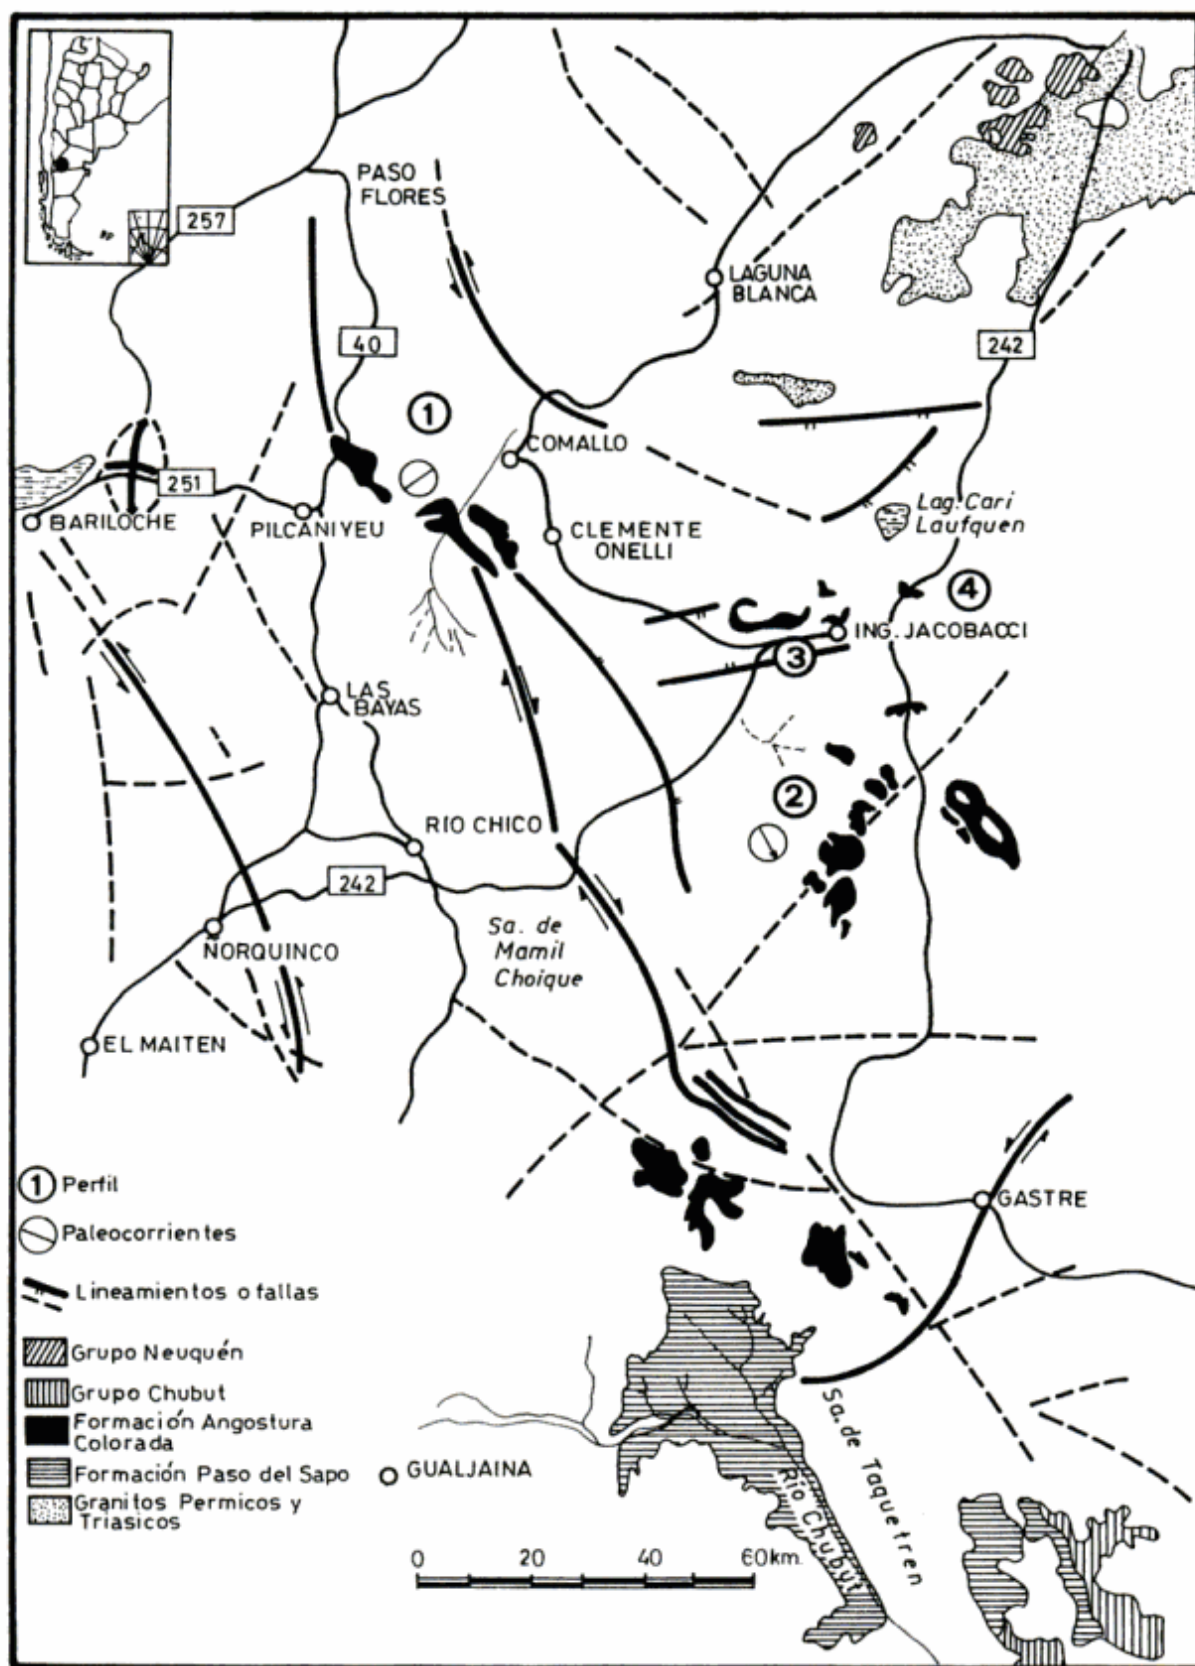 PASO
FLORES
257
LAGUNA
BLANCA
40
242
1
COMALLO
251
BARILOCHE
PILCANIYEU
CLEMENTE
ONELLI
Lag. Cari
Laufquen
4
ING. JACOBACCI
3
LAS
BAYAS
2
RIO CHICO
242
NORQUINCO
Sa. de
Mamil
Choique
EL MAITEN
GASTRE
1 Perfil
Paleocorrientes
Lineamientos o fallas
Grupo Neuquén
Grupo Chubut
Formación Angostura
Colorada
Formación Paso del Sapo
Granitos Permicos y
Triasicos
GUALJAINA
Sa. de Taquetren
Río Chubut
0 20 40 60 km.